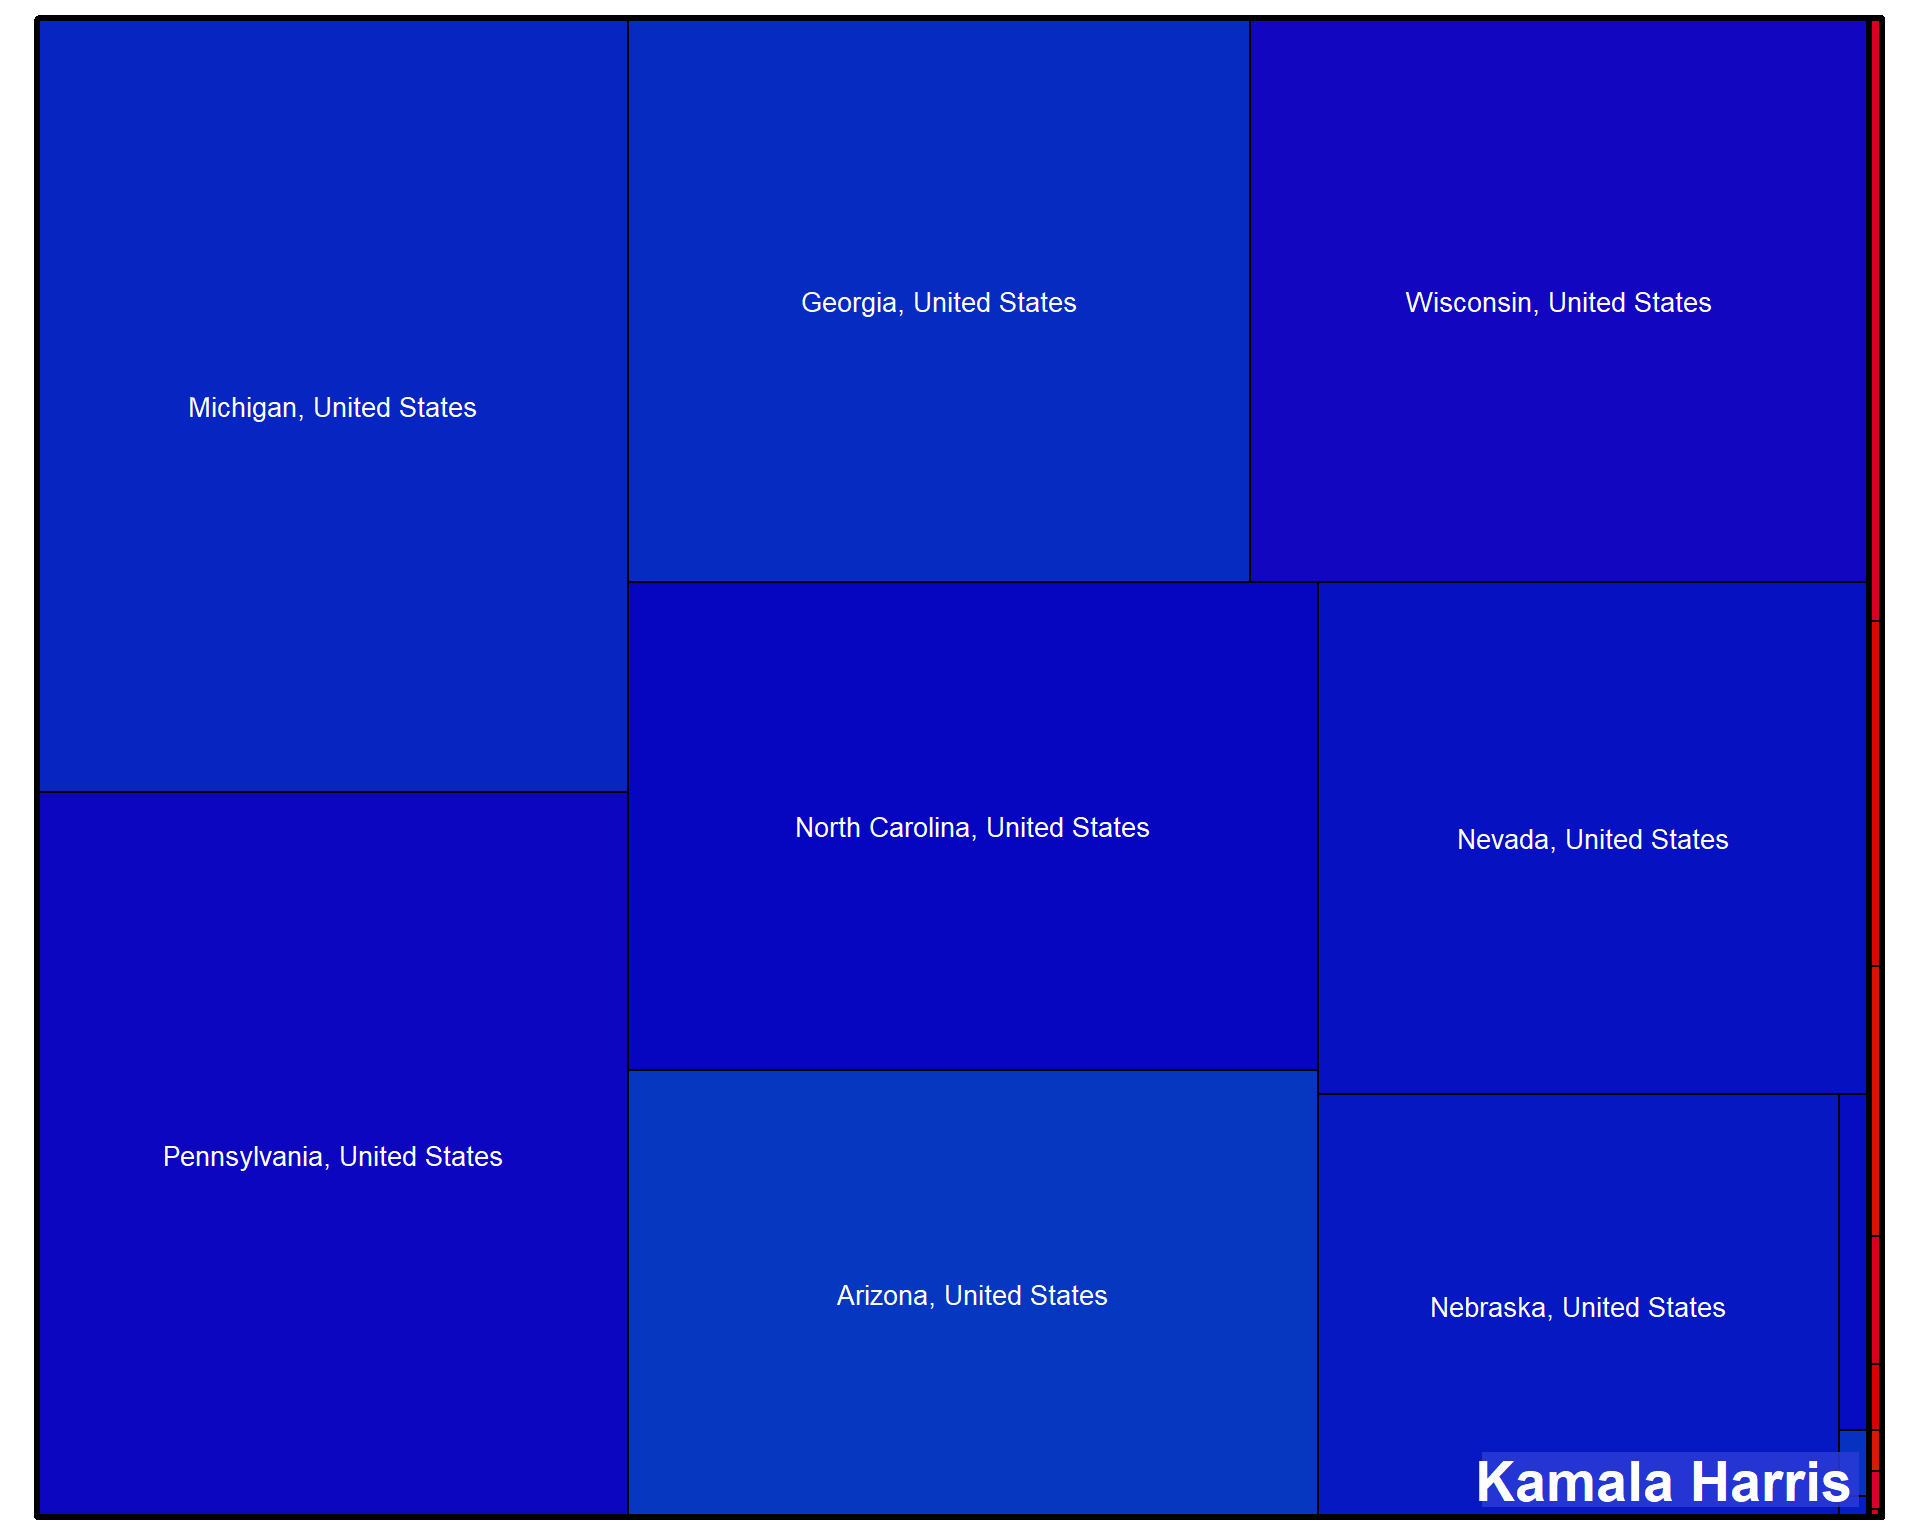 Michigan, United States
Georgia, United States
Wisconsin, United States
North Carolina, United States
Nevada, United States
Pennsylvania, United States
Arizona, United States
Nebraska, United States
Kamala Harris